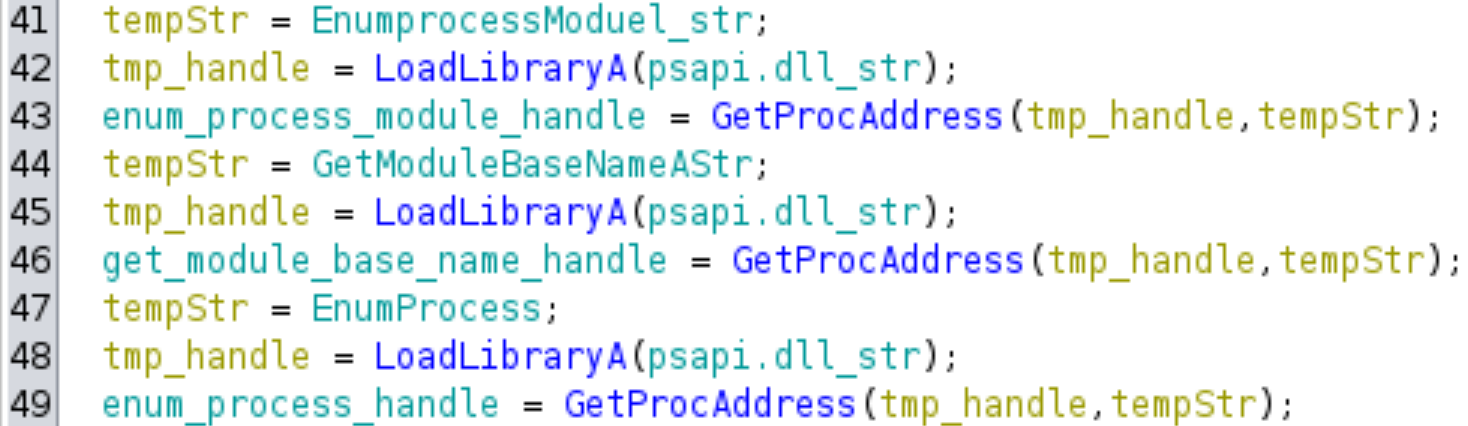 41 tempStr = EnumprocessModuel_str;
42 tmp_handle = LoadLibraryA(psapi.dll_str);
43 enum_process_module_handle = GetProcAddress(tmp_handle,tempStr);
44 tempStr = GetModuleBaseNameAStr;
45 tmp_handle = LoadLibraryA(psapi.dll_str);
46 get_module_base_name_handle = GetProcAddress(tmp_handle,tempStr);
47 tempStr = EnumProcess;
48 tmp_handle = LoadLibraryA(psapi.dll_str);
49 enum_process_handle = GetProcAddress(tmp_handle,tempStr);